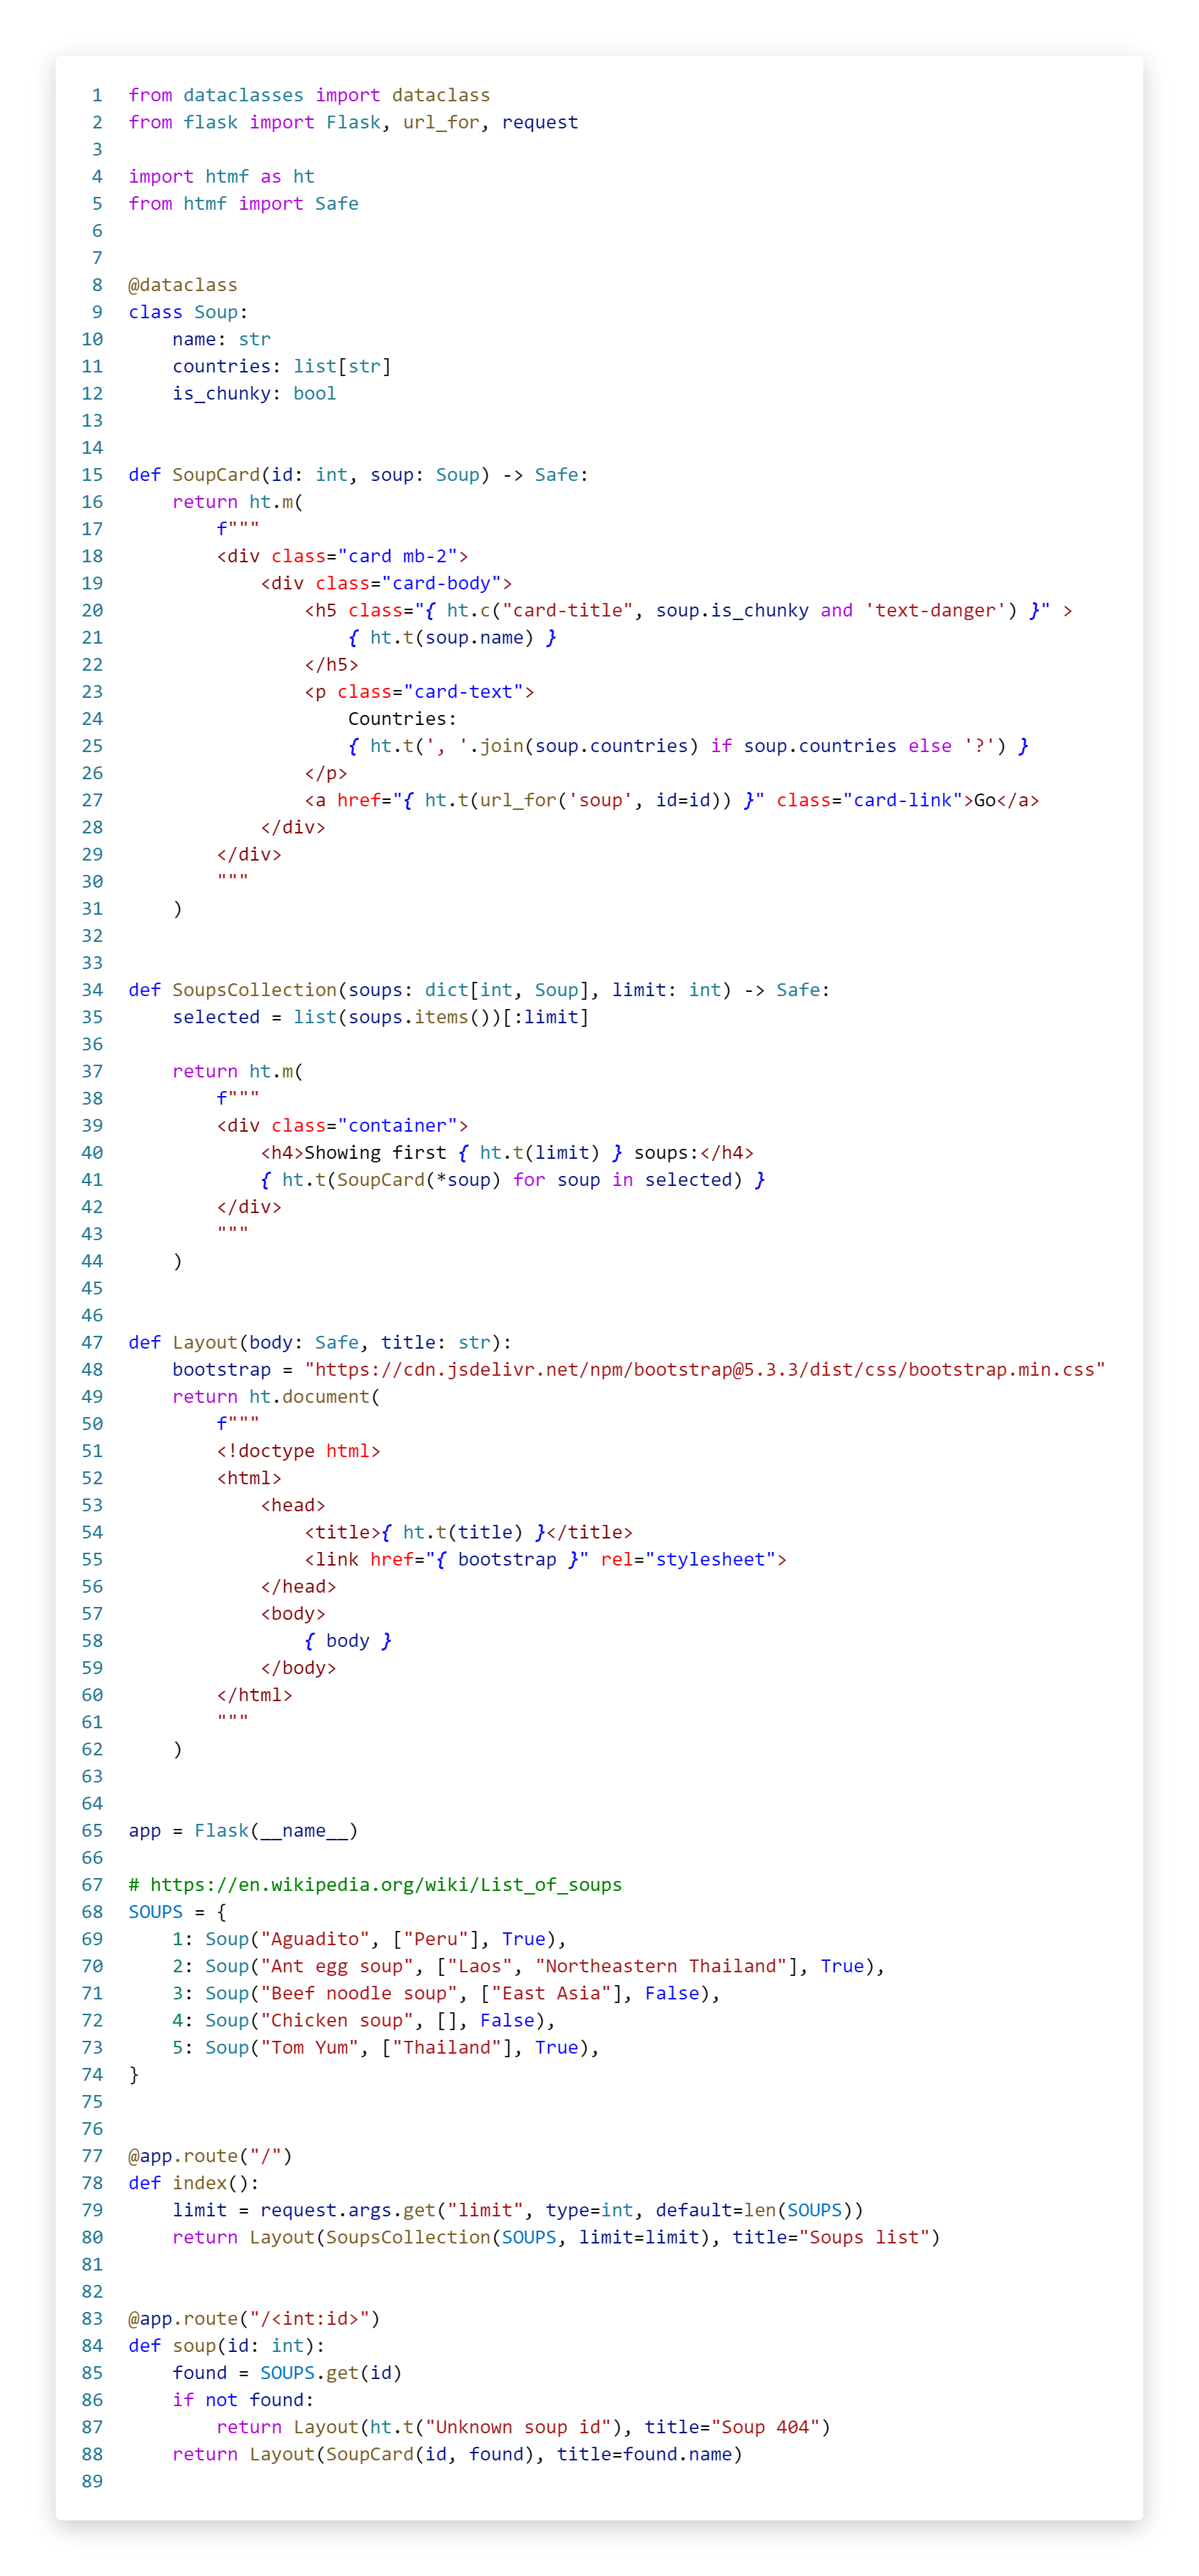 1 from dataclasses import dataclass
2 from flask import Flask, url_for, request
3
4 import htmf as ht
5 from htmf import Safe
6
7
8 @dataclass
9 class Soup:
10     name: str
11     countries: list[str]
12     is_chunky: bool
13
14
15 def SoupCard(id: int, soup: Soup) -> Safe:
16     return ht.m(
17         f"""
18         <div class="card mb-2">
19             <div class="card-body">
20                 <h5 class="{ ht.c("card-title", soup.is_chunky and 'text-danger') }" >
21                     { ht.t(soup.name) }
22                 </h5>
23                 <p class="card-text">
24                     Countries:
25                     { ht.t(', '.join(soup.countries) if soup.countries else '?') }
26                 </p>
27                 <a href="{ ht.t(url_for('soup', id=id)) }" class="card-link">Go</a>
28             </div>
29         </div>
30         """
31     )
32
33
34 def SoupsCollection(soups: dict[int, Soup], limit: int) -> Safe:
35     selected = list(soups.items())[:limit]
36
37     return ht.m(
38         f"""
39         <div class="container">
40             <h4>Showing first { ht.t(limit) } soups:</h4>
41             { ht.t(SoupCard(*soup) for soup in selected) }
42         </div>
43         """
44     )
45
46
47 def Layout(body: Safe, title: str):
48     bootstrap = "https://cdn.jsdelivr.net/npm/bootstrap@5.3.3/dist/css/bootstrap.min.css"
49     return ht.document(
50         f"""
51         <!doctype html>
52         <html>
53             <head>
54                 <title>{ ht.t(title) }</title>
55                 <link href="{ bootstrap }" rel="stylesheet">
56             </head>
57             <body>
58                 { body }
59             </body>
60         </html>
61         """
62     )
63
64
65 app = Flask(__name__)
66
67 # https://en.wikipedia.org/wiki/List_of_soups
68 SOUPS = {
69     1: Soup("Aguadito", ["Peru"], True),
70     2: Soup("Ant egg soup", ["Laos", "Northeastern Thailand"], True),
71     3: Soup("Beef noodle soup", ["East Asia"], False),
72     4: Soup("Chicken soup", [], False),
73     5: Soup("Tom Yum", ["Thailand"], True),
74 }
75
76
77 @app.route("/")
78 def index():
79     limit = request.args.get("limit", type=int, default=len(SOUPS))
80     return Layout(SoupsCollection(SOUPS, limit=limit), title="Soups list")
81
82
83 @app.route("/<int:id>")
84 def soup(id: int):
85     found = SOUPS.get(id)
86     if not found:
87         return Layout(ht.t("Unknown soup id"), title="Soup 404")
88     return Layout(SoupCard(id, found), title=found.name)
89